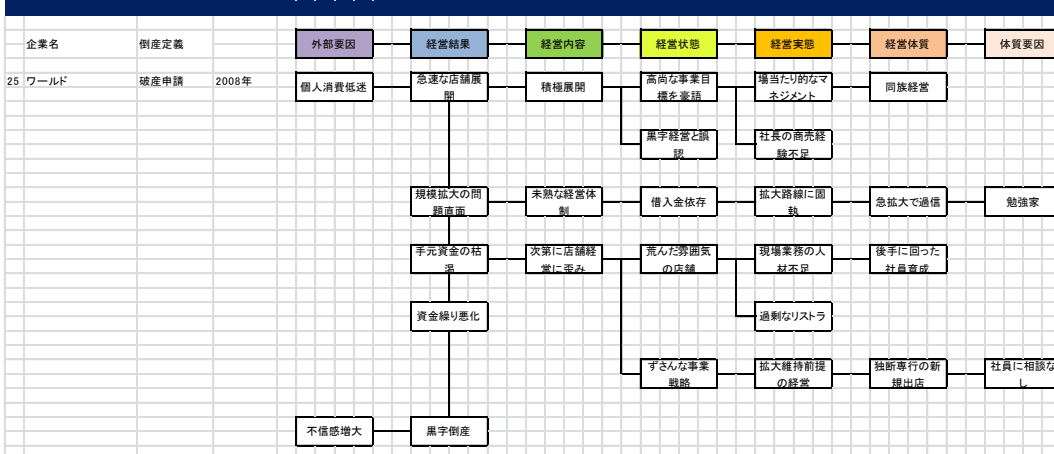 企業名 倒産定義 外部要因 経営結果 経営内容 経営状態 経営実態 経営体質 体質要因
25 ワールド 破産申請 2008年 個人消費低迷 急速な店舗展開 積極展開 高尚な事業目標を豪語 場当たり的なマネジメント 同族経営
黒字経営と誤認 社長の商売経験不足
規模拡大の問題直面 未熟な経営体制 借入金依存 拡大路線に固執 急拡大で過信 勉強家
手元資金の枯渇 次第に店舗経営に歪み 荒んだ雰囲気の店舗 現場業務の人材不足 後手に回った社員育成
資金繰り悪化 過剰なリストラ
ずさんな事業戦略 拡大維持前提の経営 独断専行の新規出店 社員に相談なし
不信感増大 黒字倒産